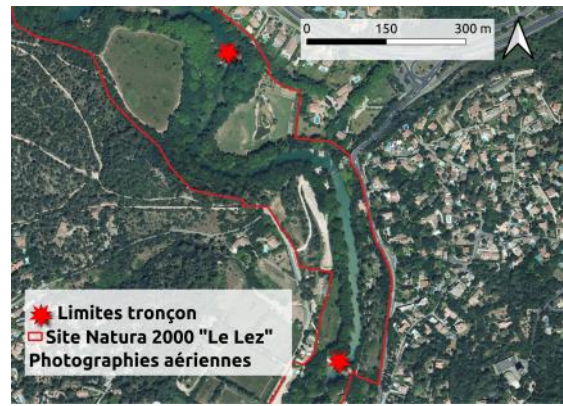 0 150 300 m
Limites tronçon
Site Natura 2000 "Le Lez"
Photographies aériennes